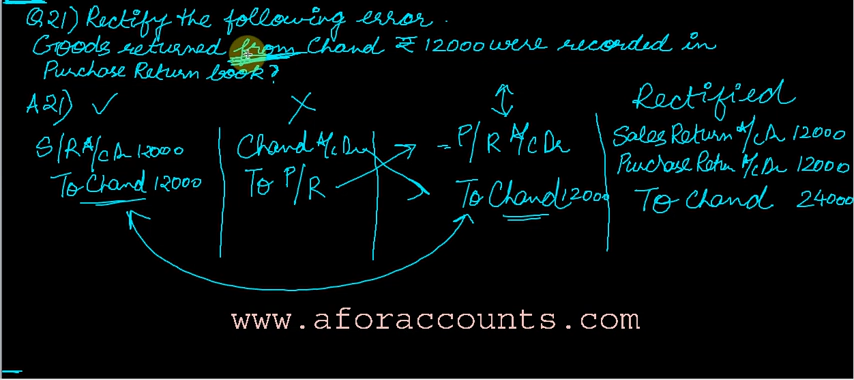 Q.21) Rectify the following error.
Goods returned from Chand ₹ 12000 were recorded in
Purchase Return book?
A21) ✓
S/R A/c Dr 12000
To Chand 12000
X
Chand A/c Dr
To P/R
P/R A/c Dr
To Chand 12000
Rectified
Sales Return A/c Dr 12000
Purchase Retun A/c Dr 12000
To Chand 24000
www.aforaccounts.com